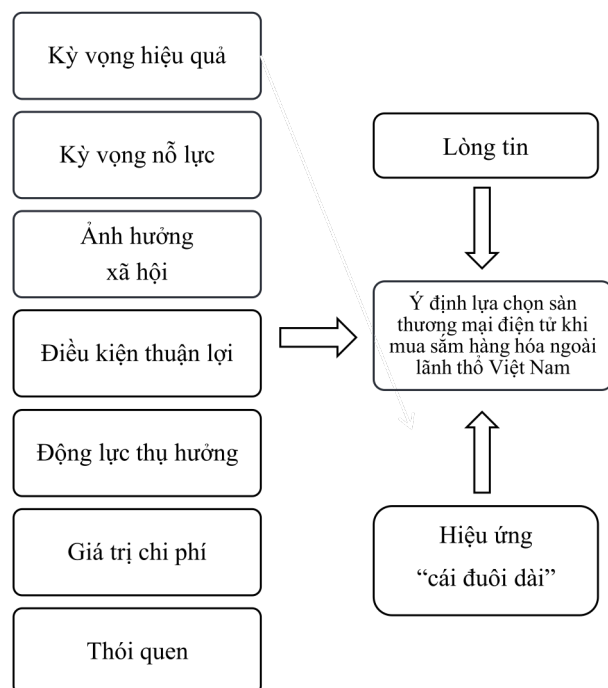 Kỳ vọng hiệu quả
Kỳ vọng nỗ lực
Ảnh hưởng
xã hội
Điều kiện thuận lợi
Động lực thụ hưởng
Giá trị chi phí
Thói quen
Lòng tin
Ý định lựa chọn sàn
thương mại điện tử khi
mua sắm hàng hóa ngoài
lãnh thổ Việt Nam
Hiệu ứng
“cái đuôi dài”